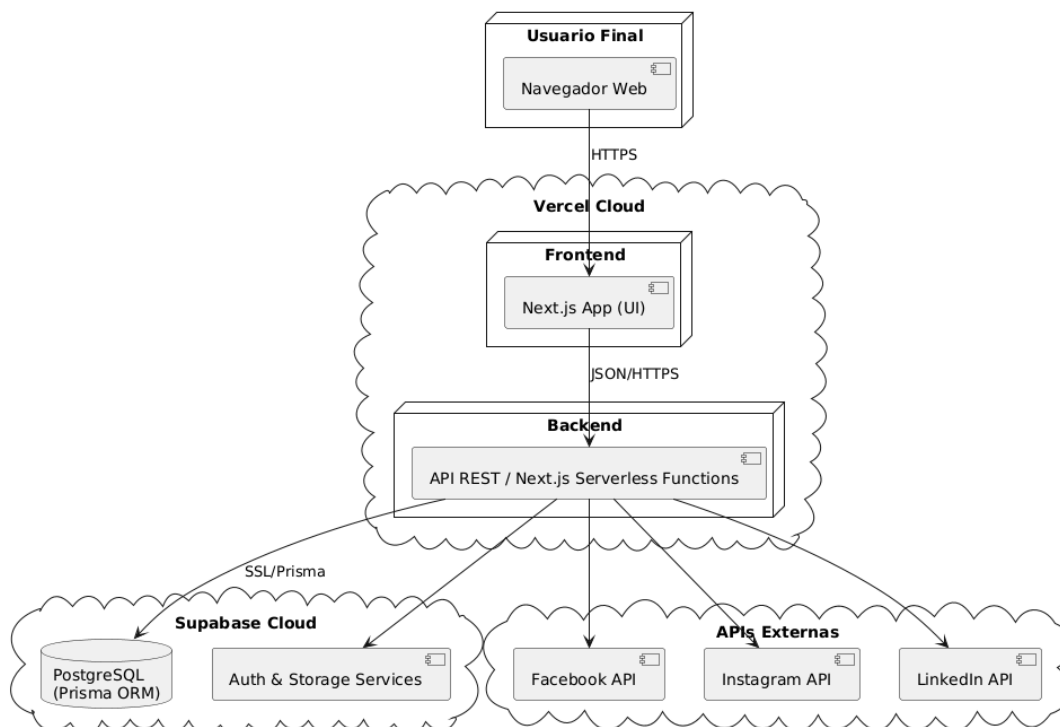 Usuario Final
Navegador Web
HTTPS
Vercel Cloud
Frontend
Next.js App (UI)
JSON/HTTPS
Backend
API REST / Next.js Serverless Functions
SSL/Prisma
Supabase Cloud
APIs Externas
PostgreSQL
(Prisma ORM)
Auth & Storage Services
Facebook API
Instagram API
LinkedIn API